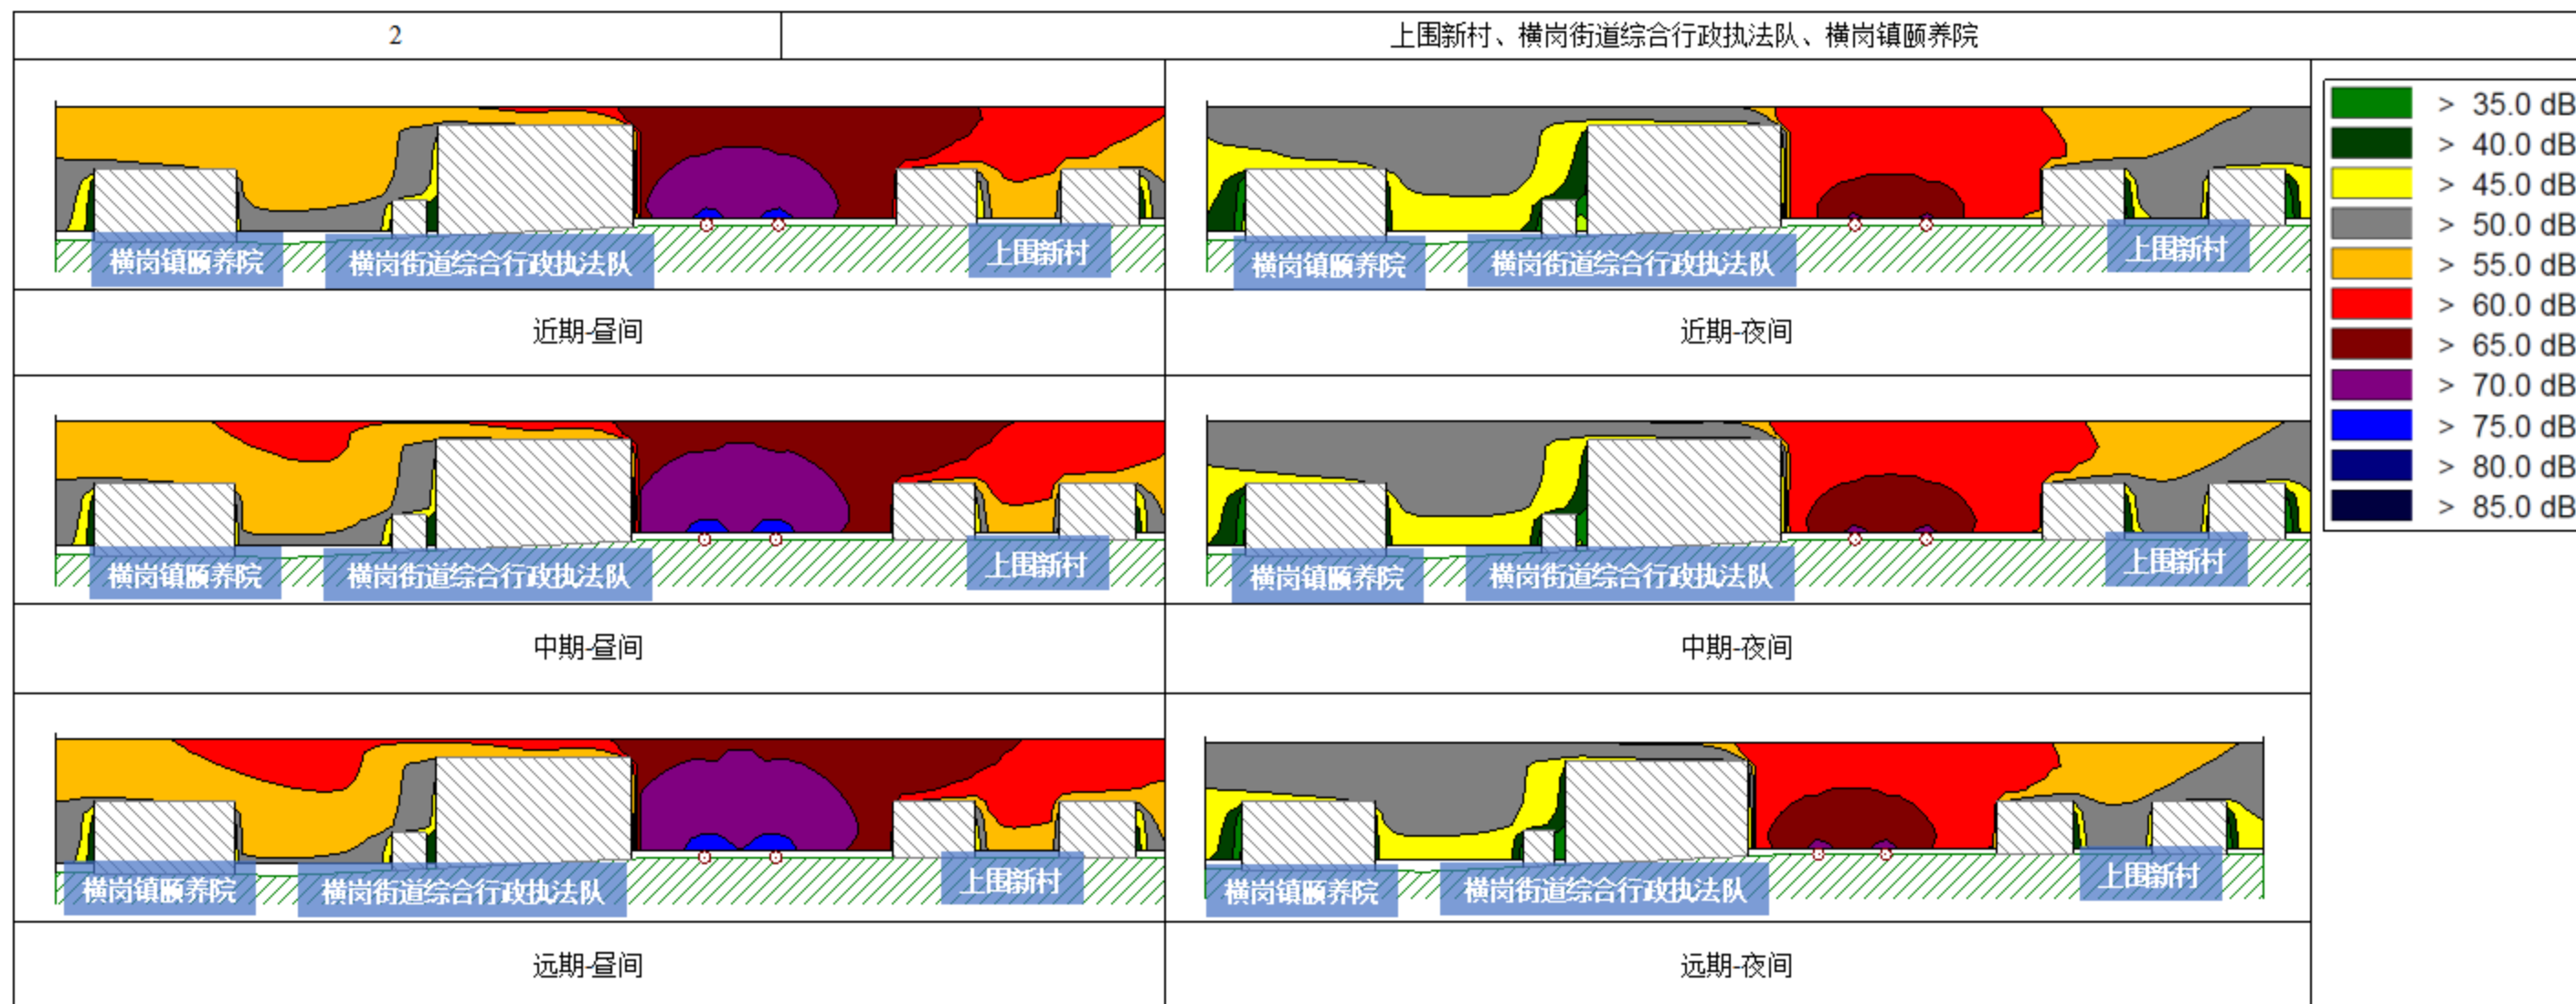 2
上围新村、横岗街道综合行政执法队、横岗镇颐养院
横岗镇颐养院
横岗街道综合行政执法队
上围新村
横岗镇颐养院
横岗街道综合行政执法队
上围新村
> 35.0 dB
> 40.0 dB
> 45.0 dB
> 50.0 dB
> 55.0 dB
> 60.0 dB
> 65.0 dB
> 70.0 dB
> 75.0 dB
> 80.0 dB
> 85.0 dB
近期-昼间
近期-夜间
横岗镇颐养院
横岗街道综合行政执法队
上围新村
横岗镇颐养院
横岗街道综合行政执法队
上围新村
中期-昼间
中期-夜间
横岗镇颐养院
横岗街道综合行政执法队
上围新村
横岗镇颐养院
横岗街道综合行政执法队
上围新村
远期-昼间
远期-夜间